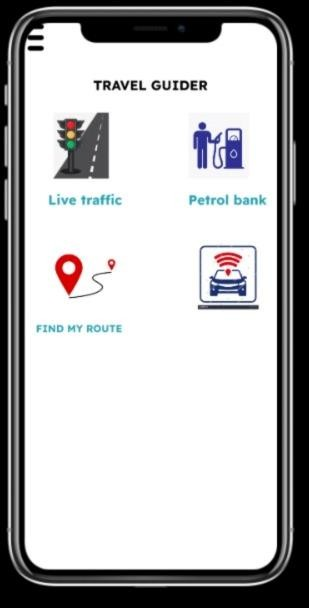 TRAVEL GUIDER
Live traffic
Petrol bank
FIND MY ROUTE